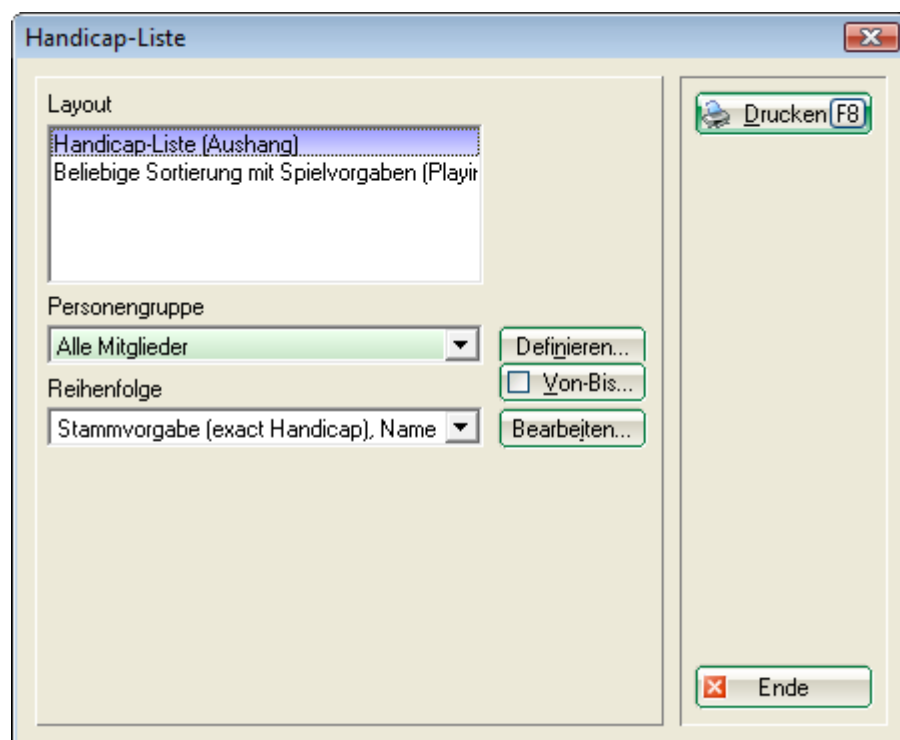 Handicap-Liste
Layout
Handicap-Liste (Aushang)
Beliebige Sortierung mit Spielvorgaben (Playin
Personengruppe
Alle Mitglieder
Definieren...
Von-Bis...
Reihenfolge
Stammvorgabe (exact Handicap), Name
Bearbeiten...
Drucken F8
Ende